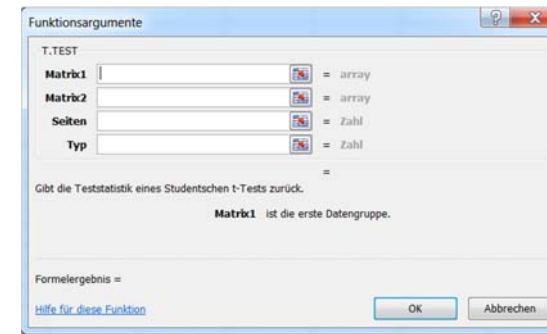 Funktionsargumente
T.TEST
Matrix1 = array
Matrix2 = array
Seiten = Zahl
Typ = Zahl
=
Gibt die Teststatistik eines Studentschen t-Tests zurück.
Matrix1 ist die erste Datengruppe.
Formelergebnis =
Hilfe für diese Funktion OK Abbrechen